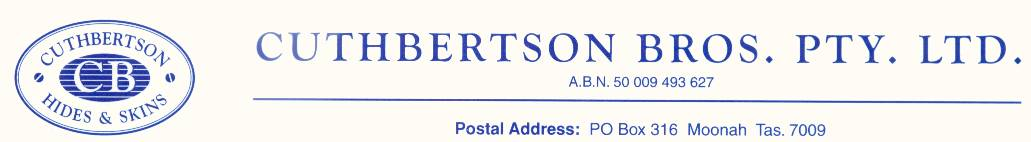 CUTHBERTSON
CB
HIDES & SKINS
CUTHBERTSON BROS. PTY. LTD.
A.B.N. 50 009 493 627
Postal Address: PO Box 316 Moonah Tas. 7009